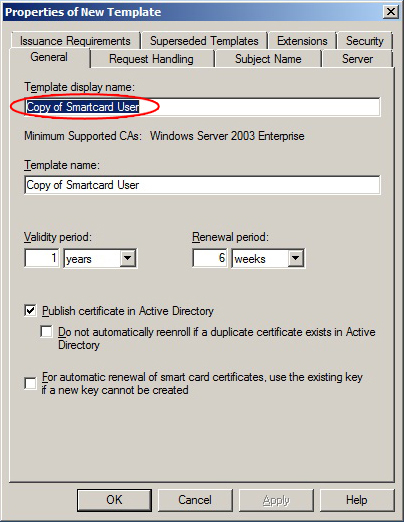 Properties of New Template
Issuance Requirements Superseded Templates Extensions Security
General Request Handling Subject Name Server
Template display name:
Copy of Smartcard User
Minimum Supported CAs: Windows Server 2003 Enterprise
Template name:
Copy of Smartcard User
Validity period: Renewal period:
1 years 6 weeks
Publish certificate in Active Directory
Do not automatically reenroll if a duplicate certificate exists in Active
Directory
For automatic renewal of smart card certificates, use the existing key
if a new key cannot be created
OK Cancel Apply Help